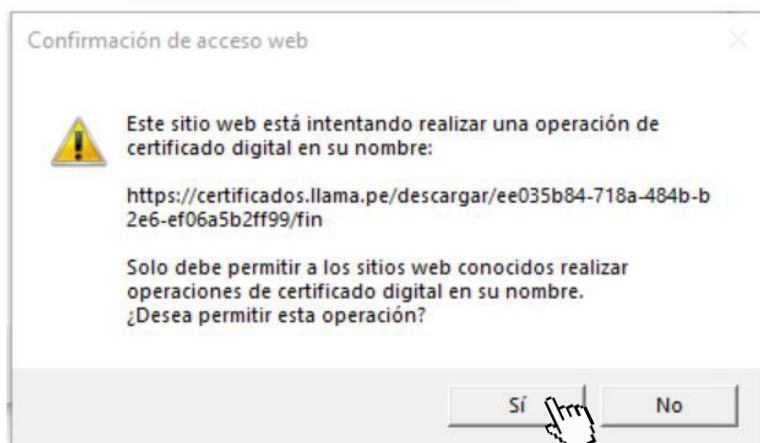 Confirmación de acceso web
Este sitio web está intentando realizar una operación de
certificado digital en su nombre:
https://certificados.llama.pe/descargar/ee035b84-718a-484b-b
2e6-ef06a5b2ff99/fin
Solo debe permitir a los sitios web conocidos realizar
operaciones de certificado digital en su nombre.
¿Desea permitir esta operación?
Sí
No